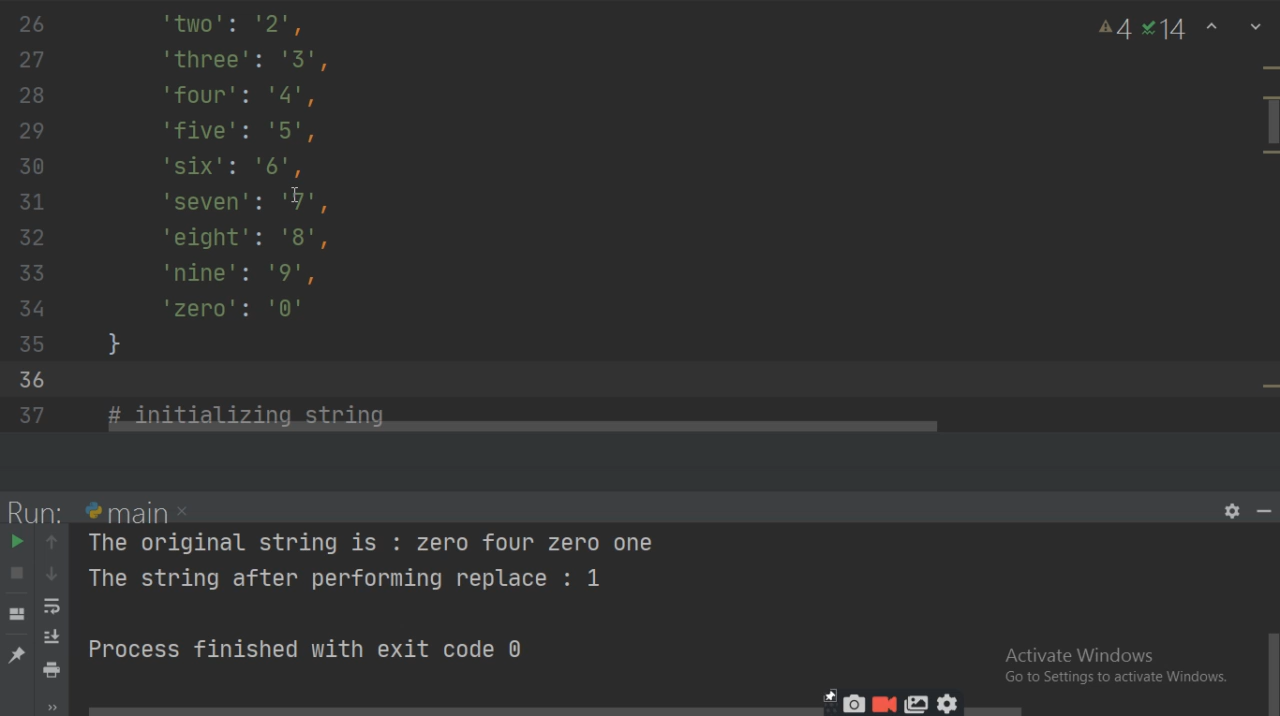 26 'two': '2',
4 14
27 'three': '3',
28 'four': '4',
29 'five': '5',
30 'six': '6',
31 'seven': '7',
32 'eight': '8',
33 'nine': '9',
34 'zero': '0'
35 }
36
37 # initializing string
Run: main ×
The original string is : zero four zero one
The string after performing replace : 1
Process finished with exit code 0
Activate Windows
Go to Settings to activate Windows.